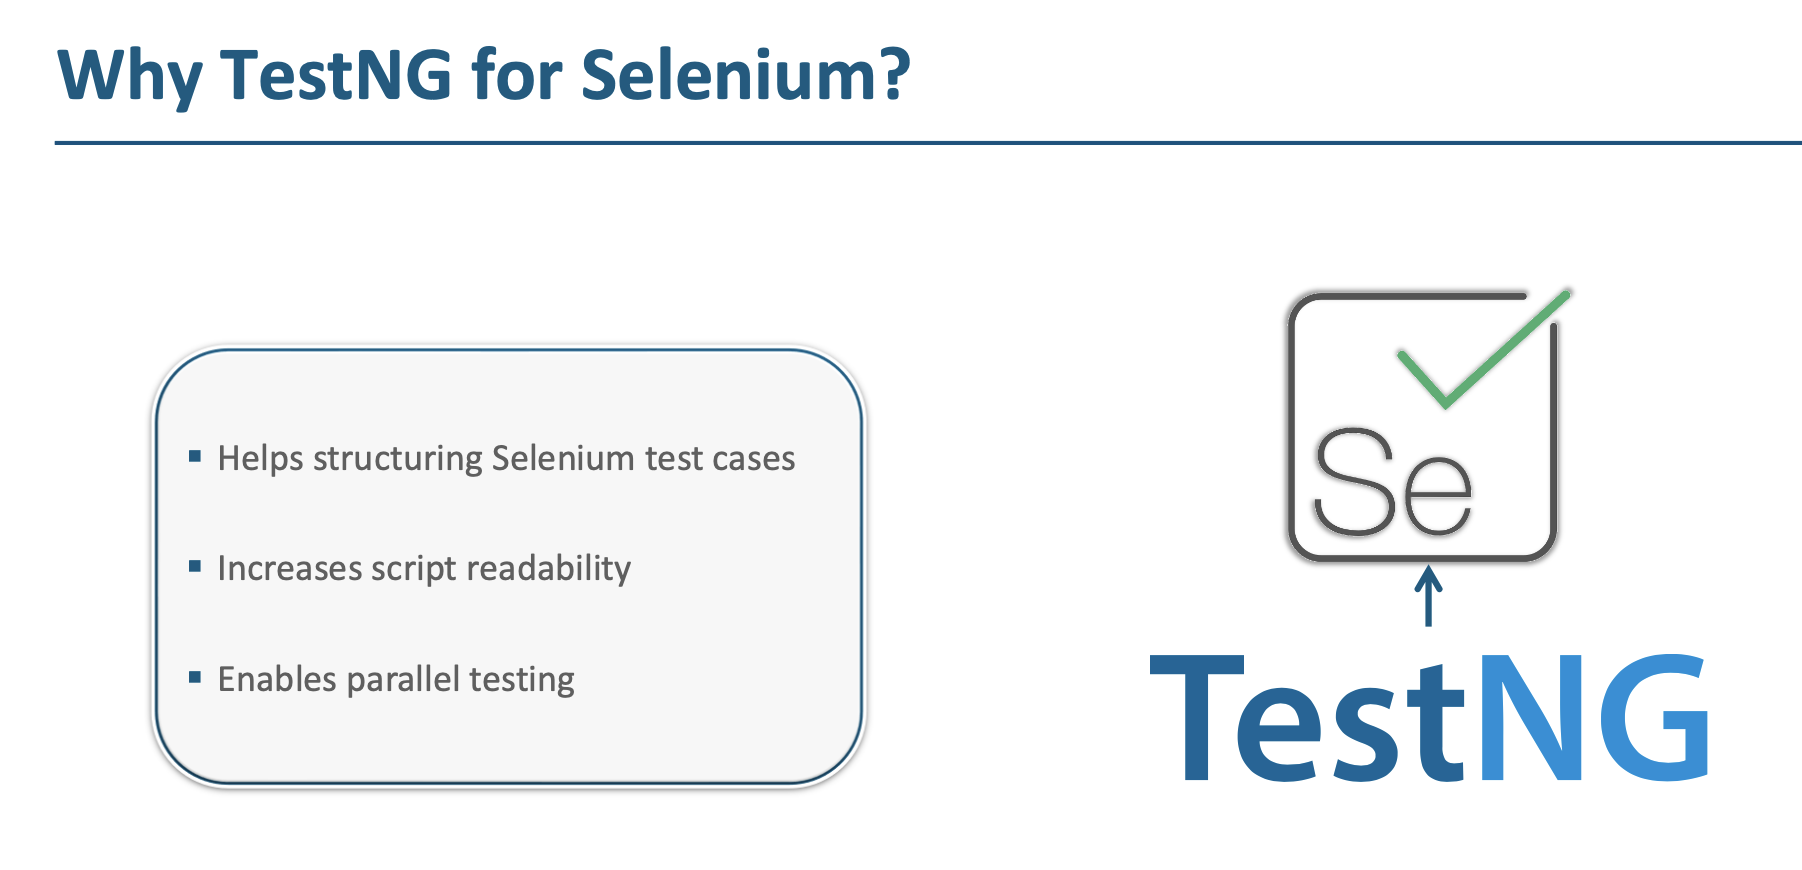 Why TestNG for Selenium?
▪ Helps structuring Selenium test cases
▪ Increases script readability
▪ Enables parallel testing
Se
TestNG